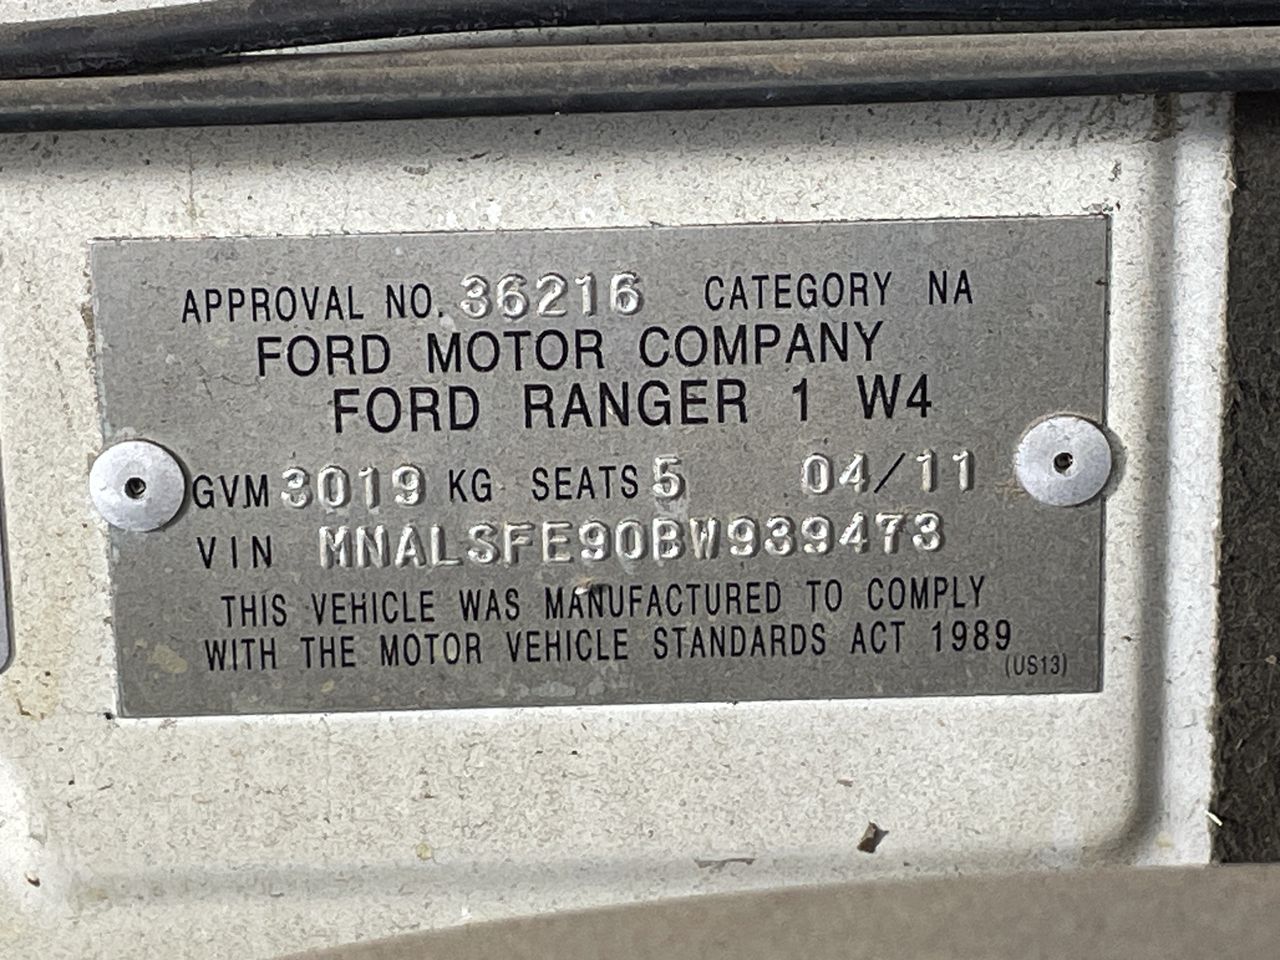 APPROVAL NO. 36216 CATEGORY NA
FORD MOTOR COMPANY
FORD RANGER 1 W4
GVM 3019 KG SEATS 5 04/11
VIN MNALSFE90BW939473
THIS VEHICLE WAS MANUFACTURED TO COMPLY
WITH THE MOTOR VEHICLE STANDARDS ACT 1989
(US13)